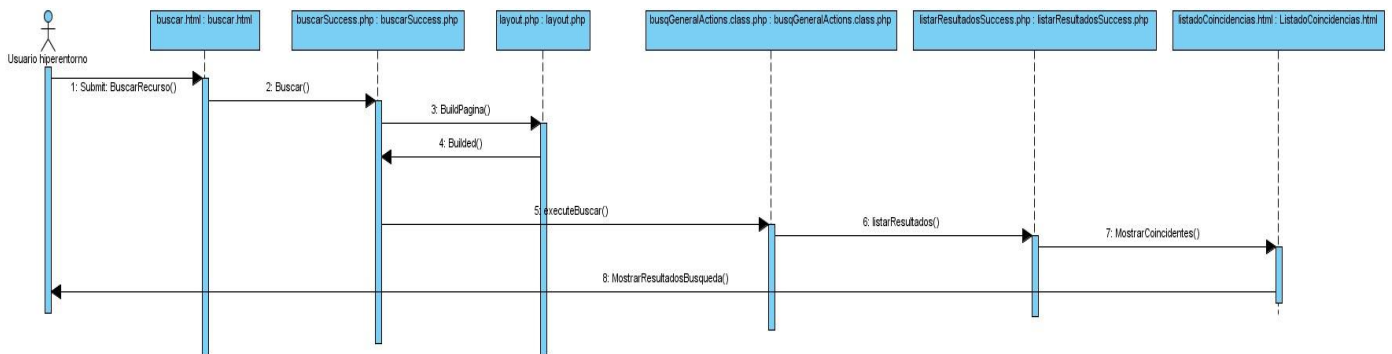 buscar.html : buscar.html
buscarSuccess.php : buscarSuccess.php
layout.php : layout.php
busqGeneralActions.class.php : busqGeneralActions.class.php
listarResultadosSuccess.php : listarResultadosSuccess.php
listadoCoincidencias.html : ListadoCoincidencias.html
Usuario hiperentorno
1: Submit: BuscarRecurso()
2: Buscar()
3: BuildPagina()
4: Builded()
5: executeBuscar()
6: listarResultados()
7: MostrarCoincidentes()
8: MostrarResultadosBusqueda()